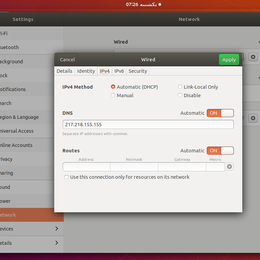 07:26 یکشنبه
Settings
Network
Wi-Fi
Bluetooth
Background
Dock
Notifications
Search
Region & Language
Universal Access
Online Accounts
Privacy
Sharing
Sound
Power
Network
Devices
Details
Wired
Cancel
Wired
Apply
Details Identity IPv4 IPv6 Security
IPv4 Method
Automatic (DHCP)
Link-Local Only
Manual
Disable
DNS
Automatic
ON
217.218.155.155
Separate IP addresses with commas
Routes
Automatic
ON
Address Netmask Gateway Metric
Use this connection only for resources on its network